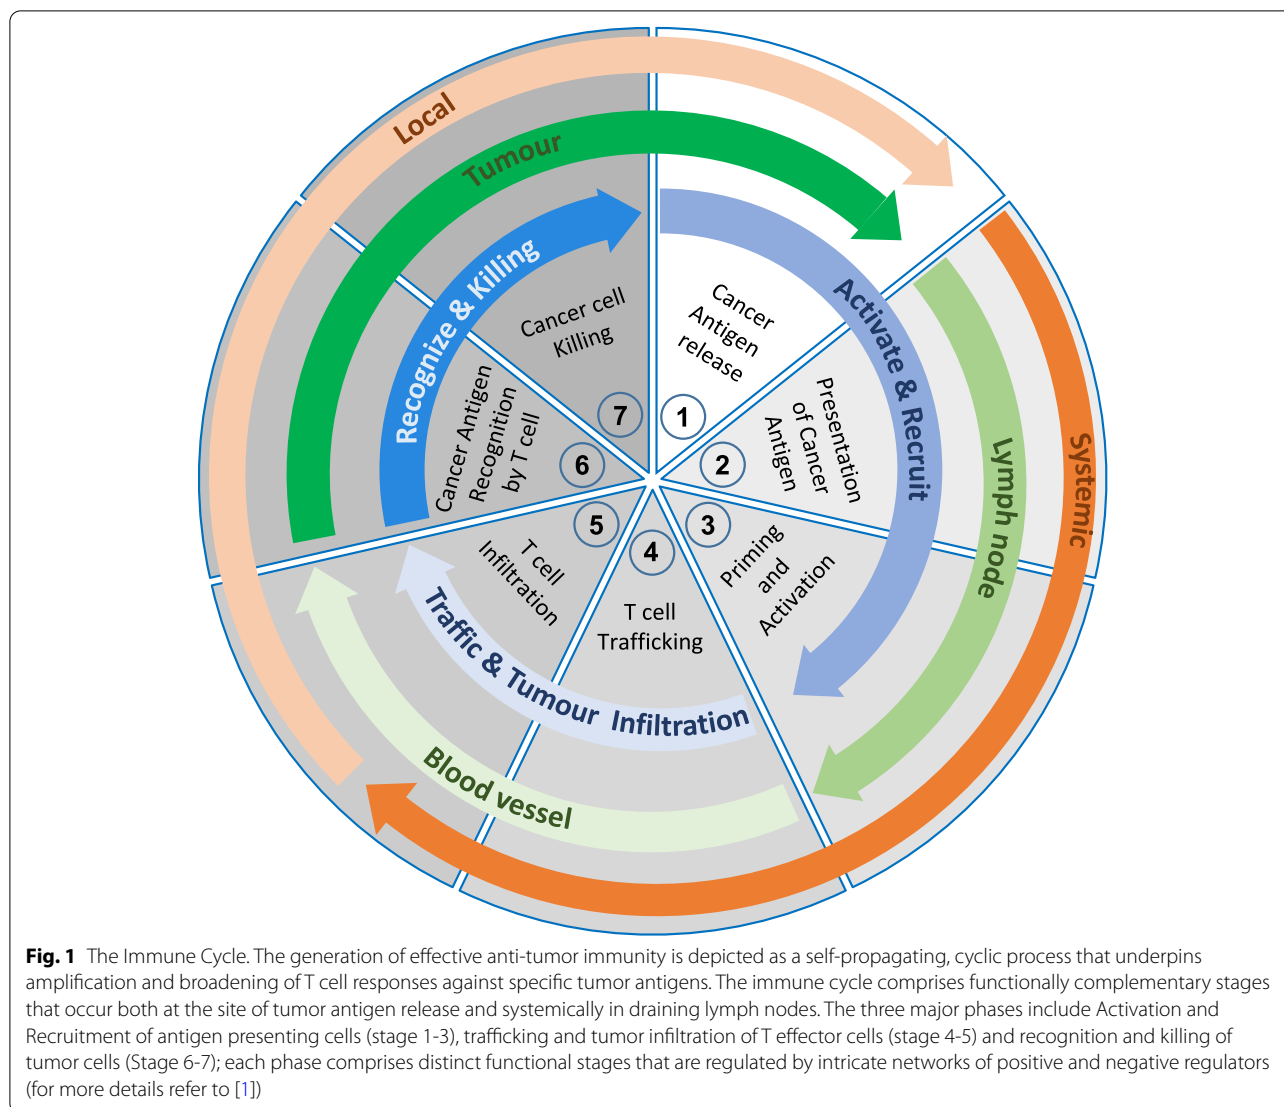 Local
Tumour
Recognize & Killing
Activate & Recruit
Lymph node
Systemic
Traffic & Tumour Infiltration
Blood vessel
Cancer
Antigen
release
1
Presentation
of Cancer
Antigen
2
Priming
and
Activation
3
T cell
Trafficking
4
T cell
Infiltration
5
Cancer Antigen
Recognition
by T cell
6
Cancer cell
Killing
7
Fig. 1 The Immune Cycle. The generation of effective anti-tumor immunity is depicted as a self-propagating, cyclic process that underpins
amplification and broadening of T cell responses against specific tumor antigens. The immune cycle comprises functionally complementary stages
that occur both at the site of tumor antigen release and systemically in draining lymph nodes. The three major phases include Activation and
Recruitment of antigen presenting cells (stage 1-3), trafficking and tumor infiltration of T effector cells (stage 4-5) and recognition and killing of
tumor cells (Stage 6-7); each phase comprises distinct functional stages that are regulated by intricate networks of positive and negative regulators
(for more details refer to [1])